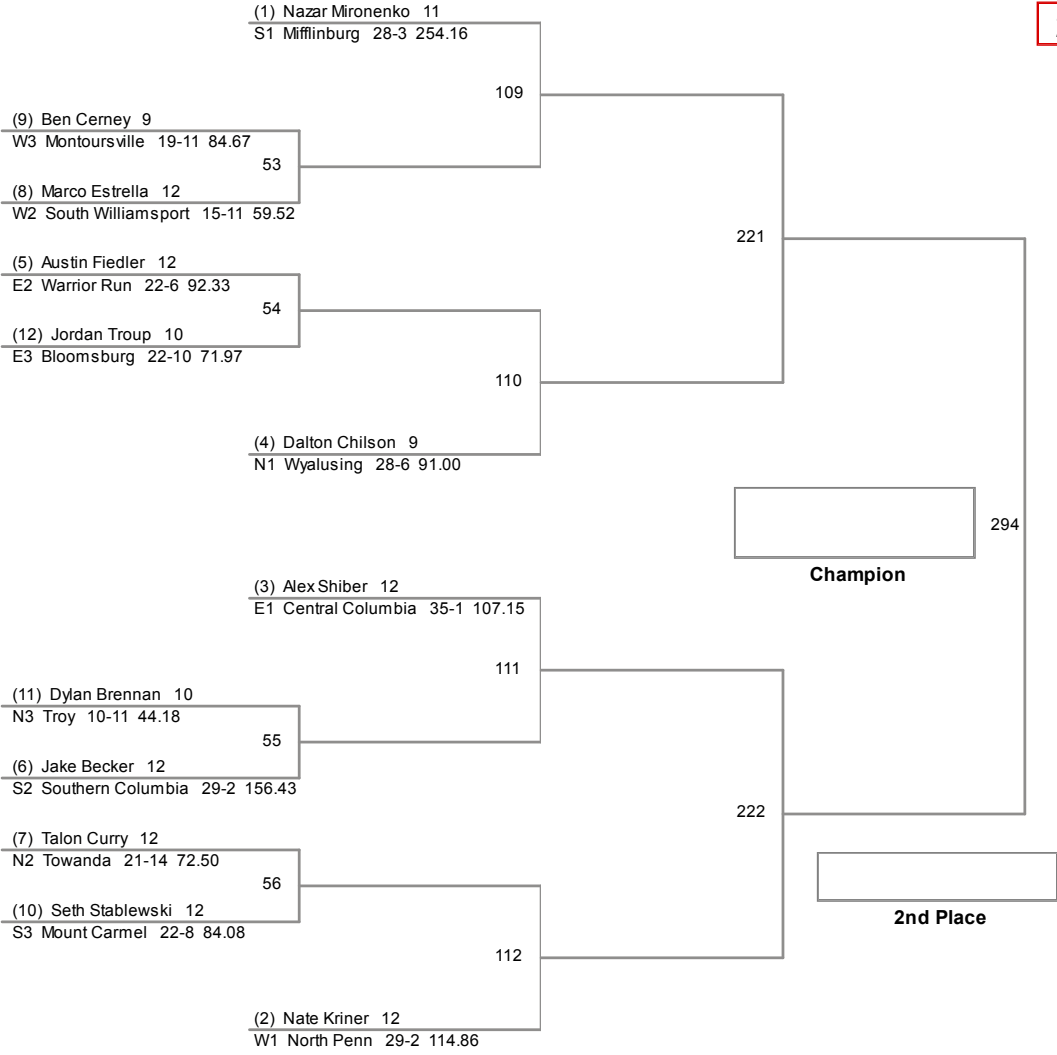 (1) Nazar Mironenko 11
S1 Mifflinburg 28-3 254.16
109
(9) Ben Cerney 9
W3 Montoursville 19-11 84.67
53
(8) Marco Estrella 12
W2 South Williamsport 15-11 59.52
221
(5) Austin Fiedler 12
E2 Warrior Run 22-6 92.33
54
(12) Jordan Troup 10
E3 Bloomsburg 22-10 71.97
110
(4) Dalton Chilson 9
N1 Wyalusing 28-6 91.00
294
Champion
(3) Alex Shiber 12
E1 Central Columbia 35-1 107.15
111
(11) Dylan Brennan 10
N3 Troy 10-11 44.18
55
(6) Jake Becker 12
S2 Southern Columbia 29-2 156.43
222
(7) Talon Curry 12
N2 Towanda 21-14 72.50
56
(10) Seth Stablewski 12
S3 Mount Carmel 22-8 84.08
2nd Place
112
(2) Nate Kriner 12
W1 North Penn 29-2 114.86